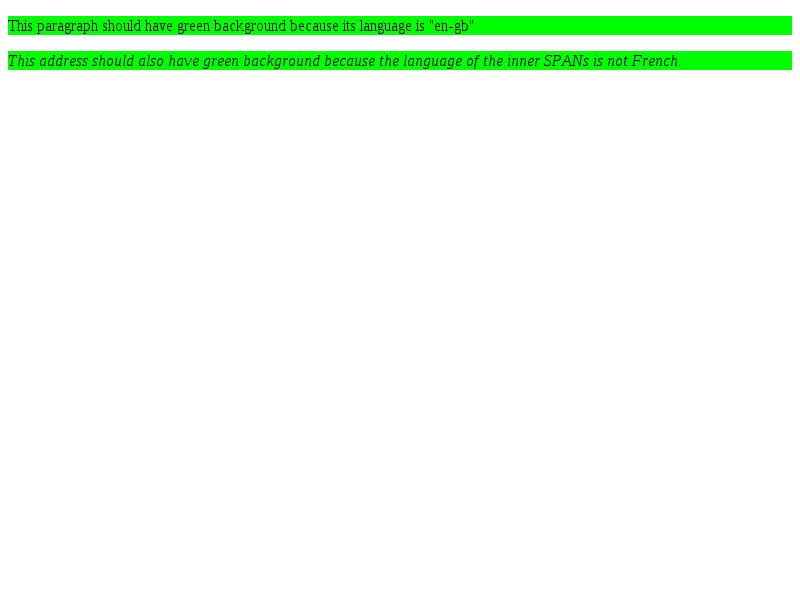 This paragraph should have green background because its language is "en-gb"
This address should also have green background because the language of the inner SPANs is not French.